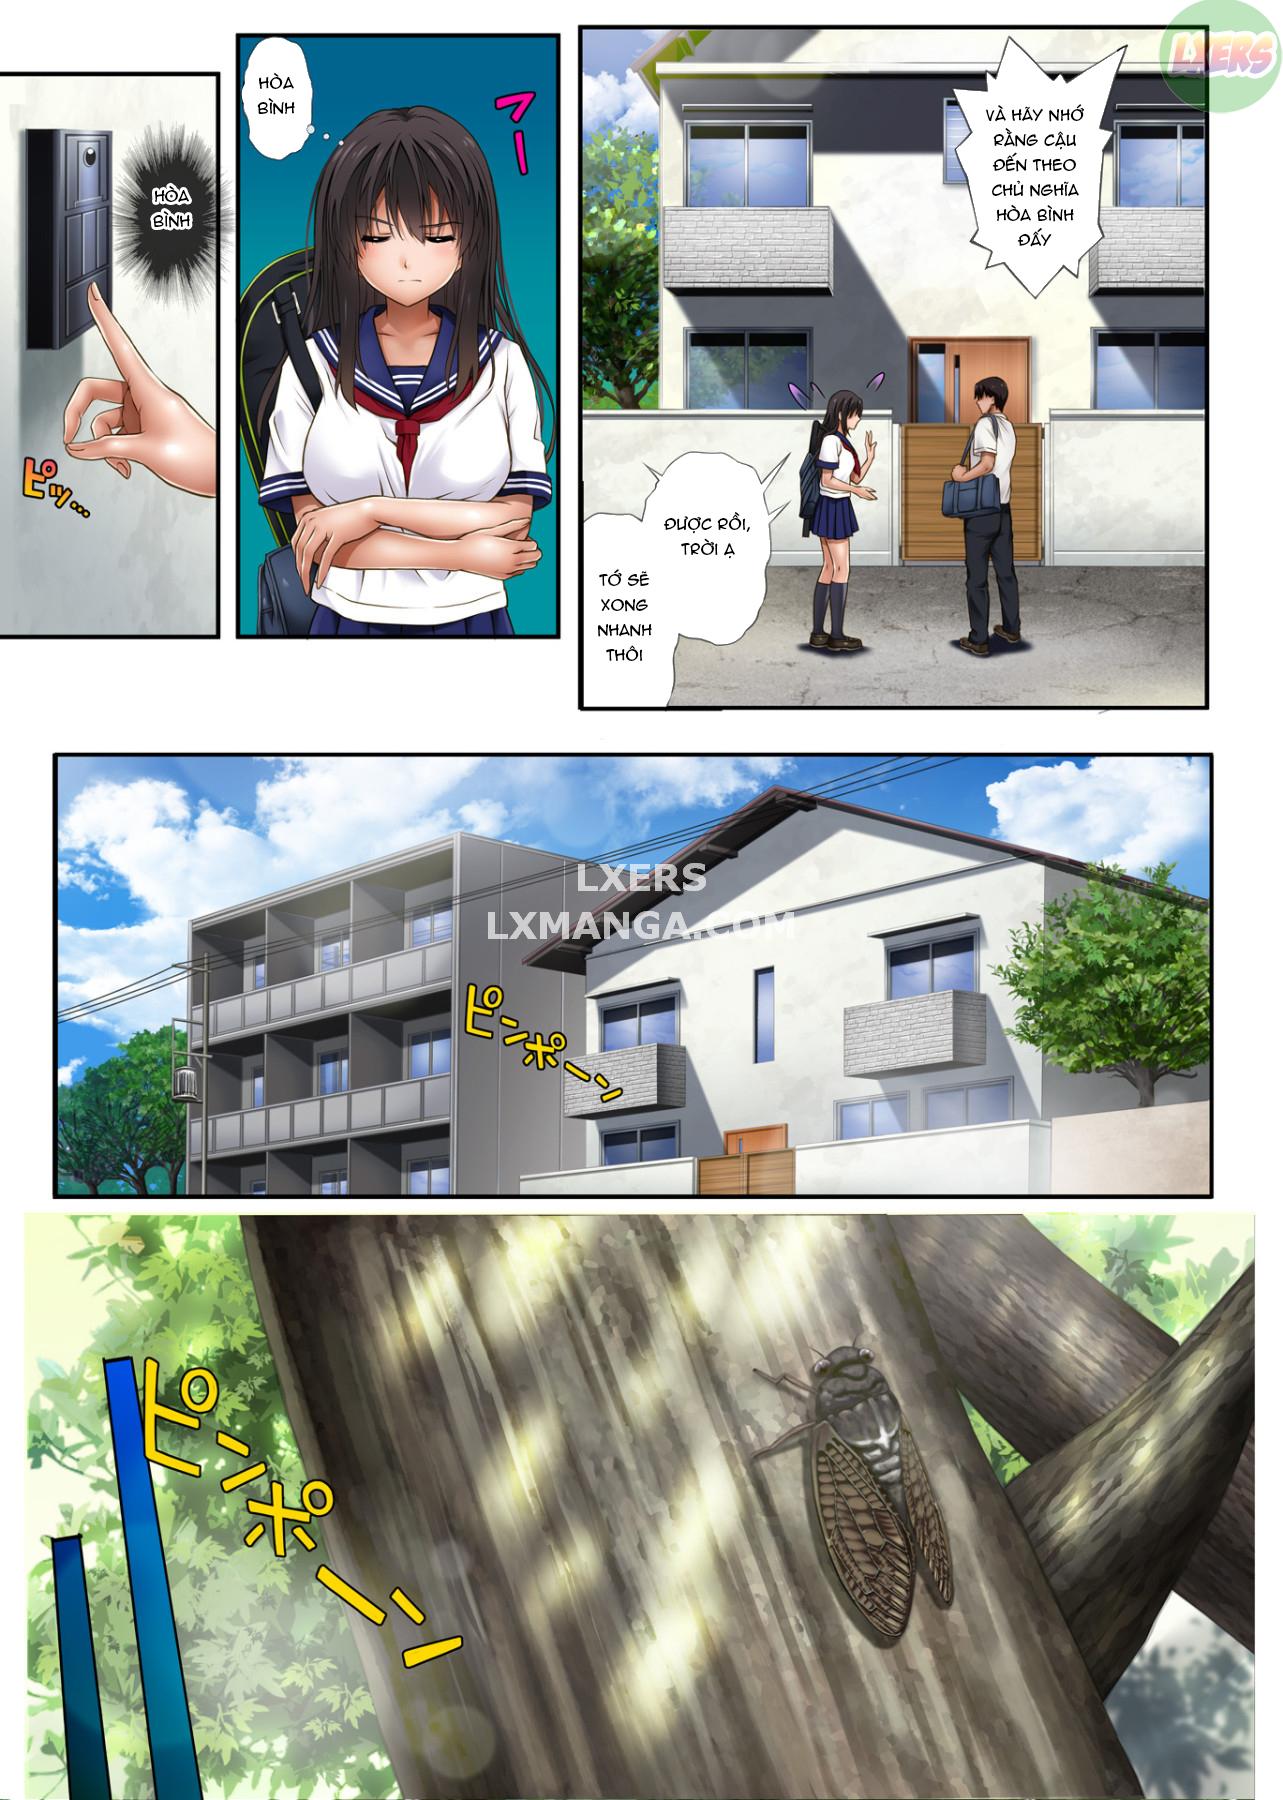 LXERS
VÀ HÃY NHỚ
RẰNG CẬU
ĐẾN THEO
CHỦ NGHĨA
HÒA BÌNH
ĐẤY
ĐƯỢC RỒI,
TRỜI Ạ
TỚ SẼ
XONG
NHANH
THÔI
HÒA
BÌNH
マー
HÒA
BÌNH
ピッ…
LXERS
LXMANGA.COM
ピンポーン
ピンポーン